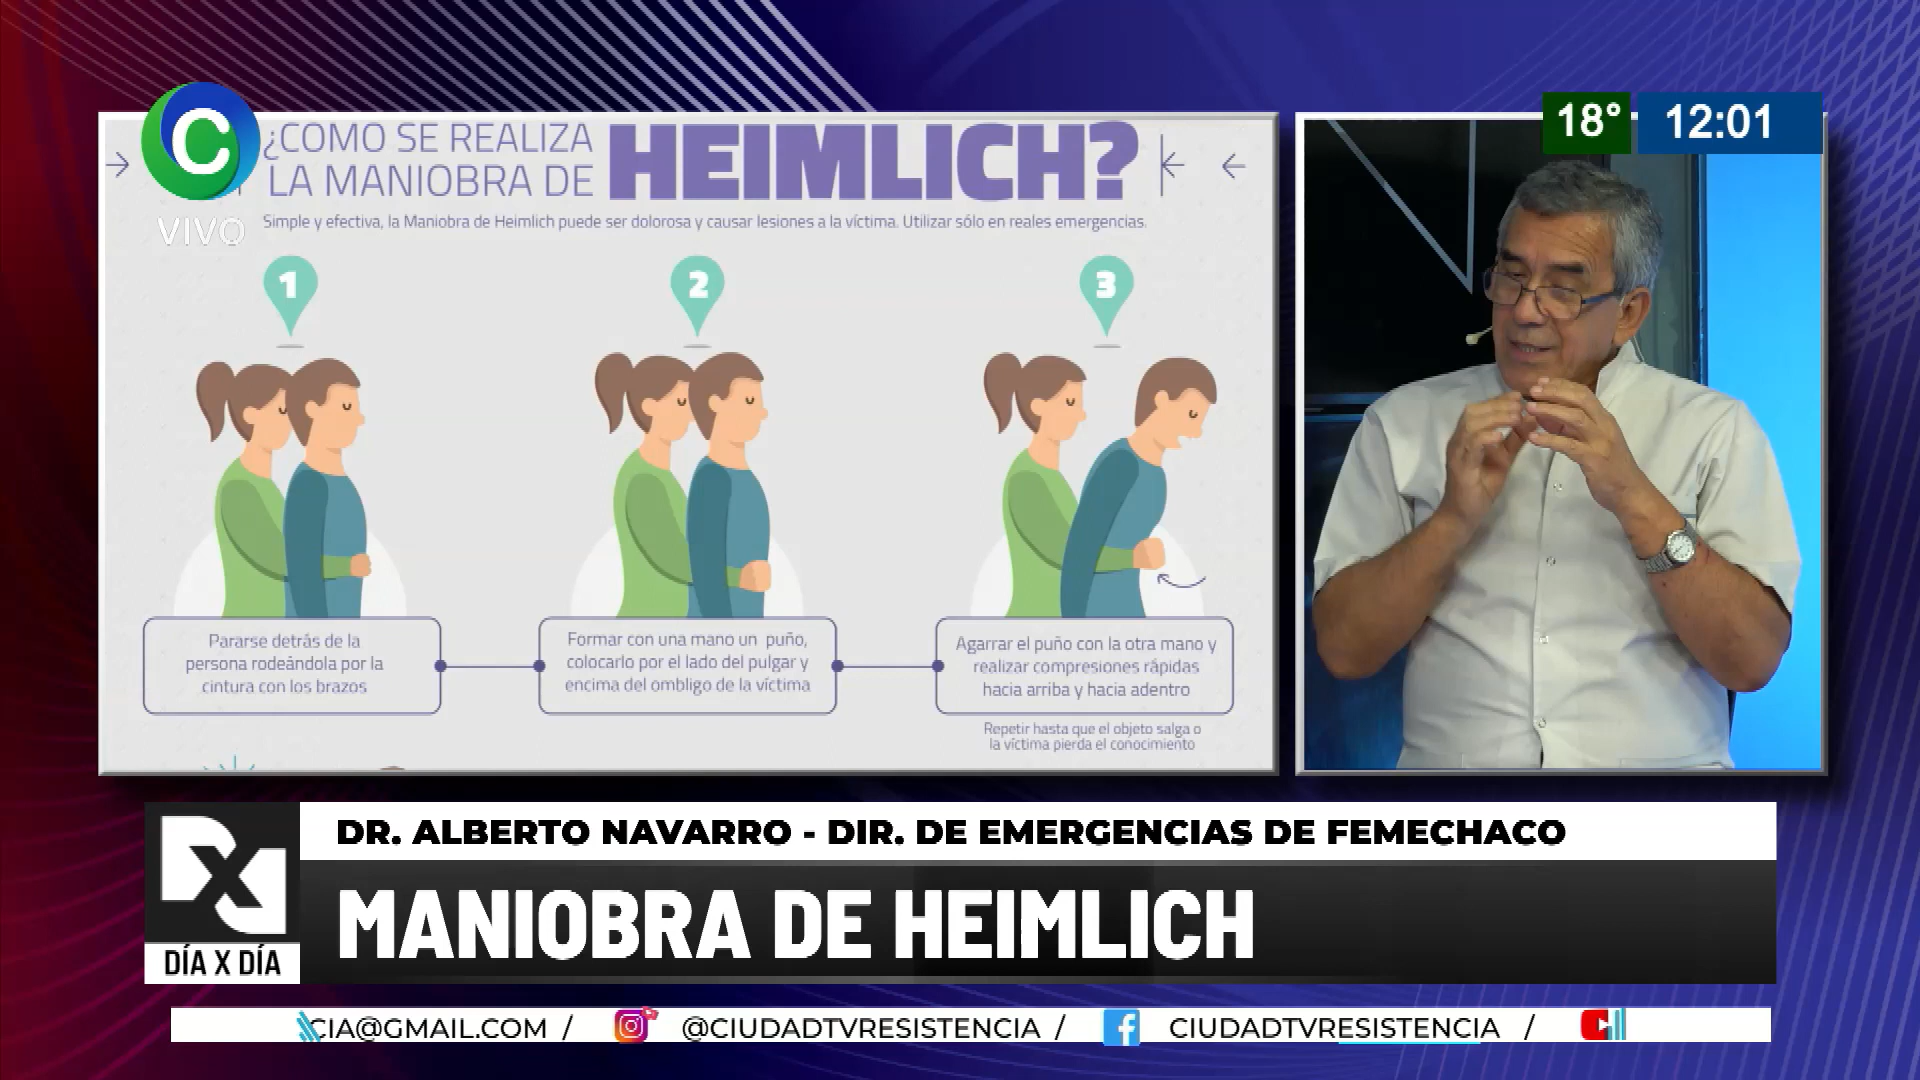 C
VIVO
¿COMO SE REALIZA
LA MANIOBRA DE
HEIMLICH?
Simple y efectiva, la Maniobra de Heimlich puede ser dolorosa y causar lesiones a la víctima. Utilizar sólo en reales emergencias.
18°
12:01
1
2
3
Pararse detrás de la
persona rodeándola por la
cintura con los brazos
Formar con una mano un puño,
colocarlo por el lado del pulgar y
encima del ombligo de la víctima
Agarrar el puño con la otra mano y
realizar compresiones rápidas
hacia arriba y hacia adentro
Repetir hasta que el objeto salga o
la víctima pierda el conocimiento
DR. ALBERTO NAVARRO - DIR. DE EMERGENCIAS DE FEMECHACO
DXD
DÍA X DÍA
MANIOBRA DE HEIMLICH
CIA@GMAIL.COM / @CIUDADTVRESISTENCIA / CIUDADTVRESISTENCIA /